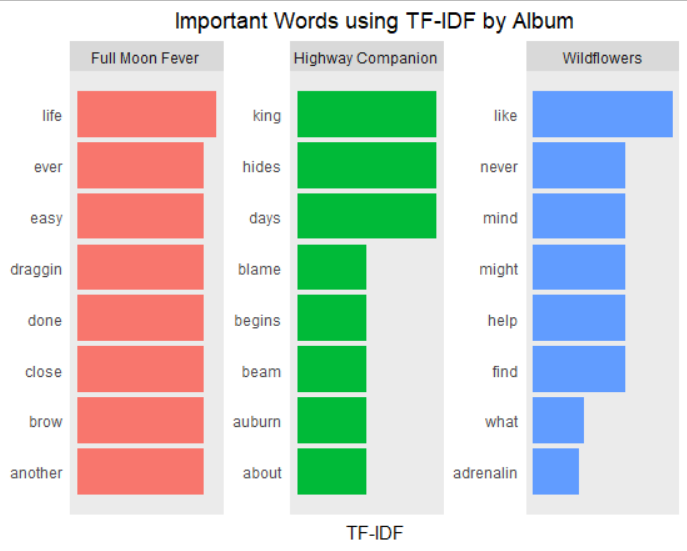 Important Words using TF-IDF by Album
Full Moon Fever
life
ever
easy
draggin
done
close
brow
another
Highway Companion
king
hides
days
blame
begins
beam
auburn
about
Wildflowers
like
never
mind
might
help
find
what
adrenalin
TF-IDF